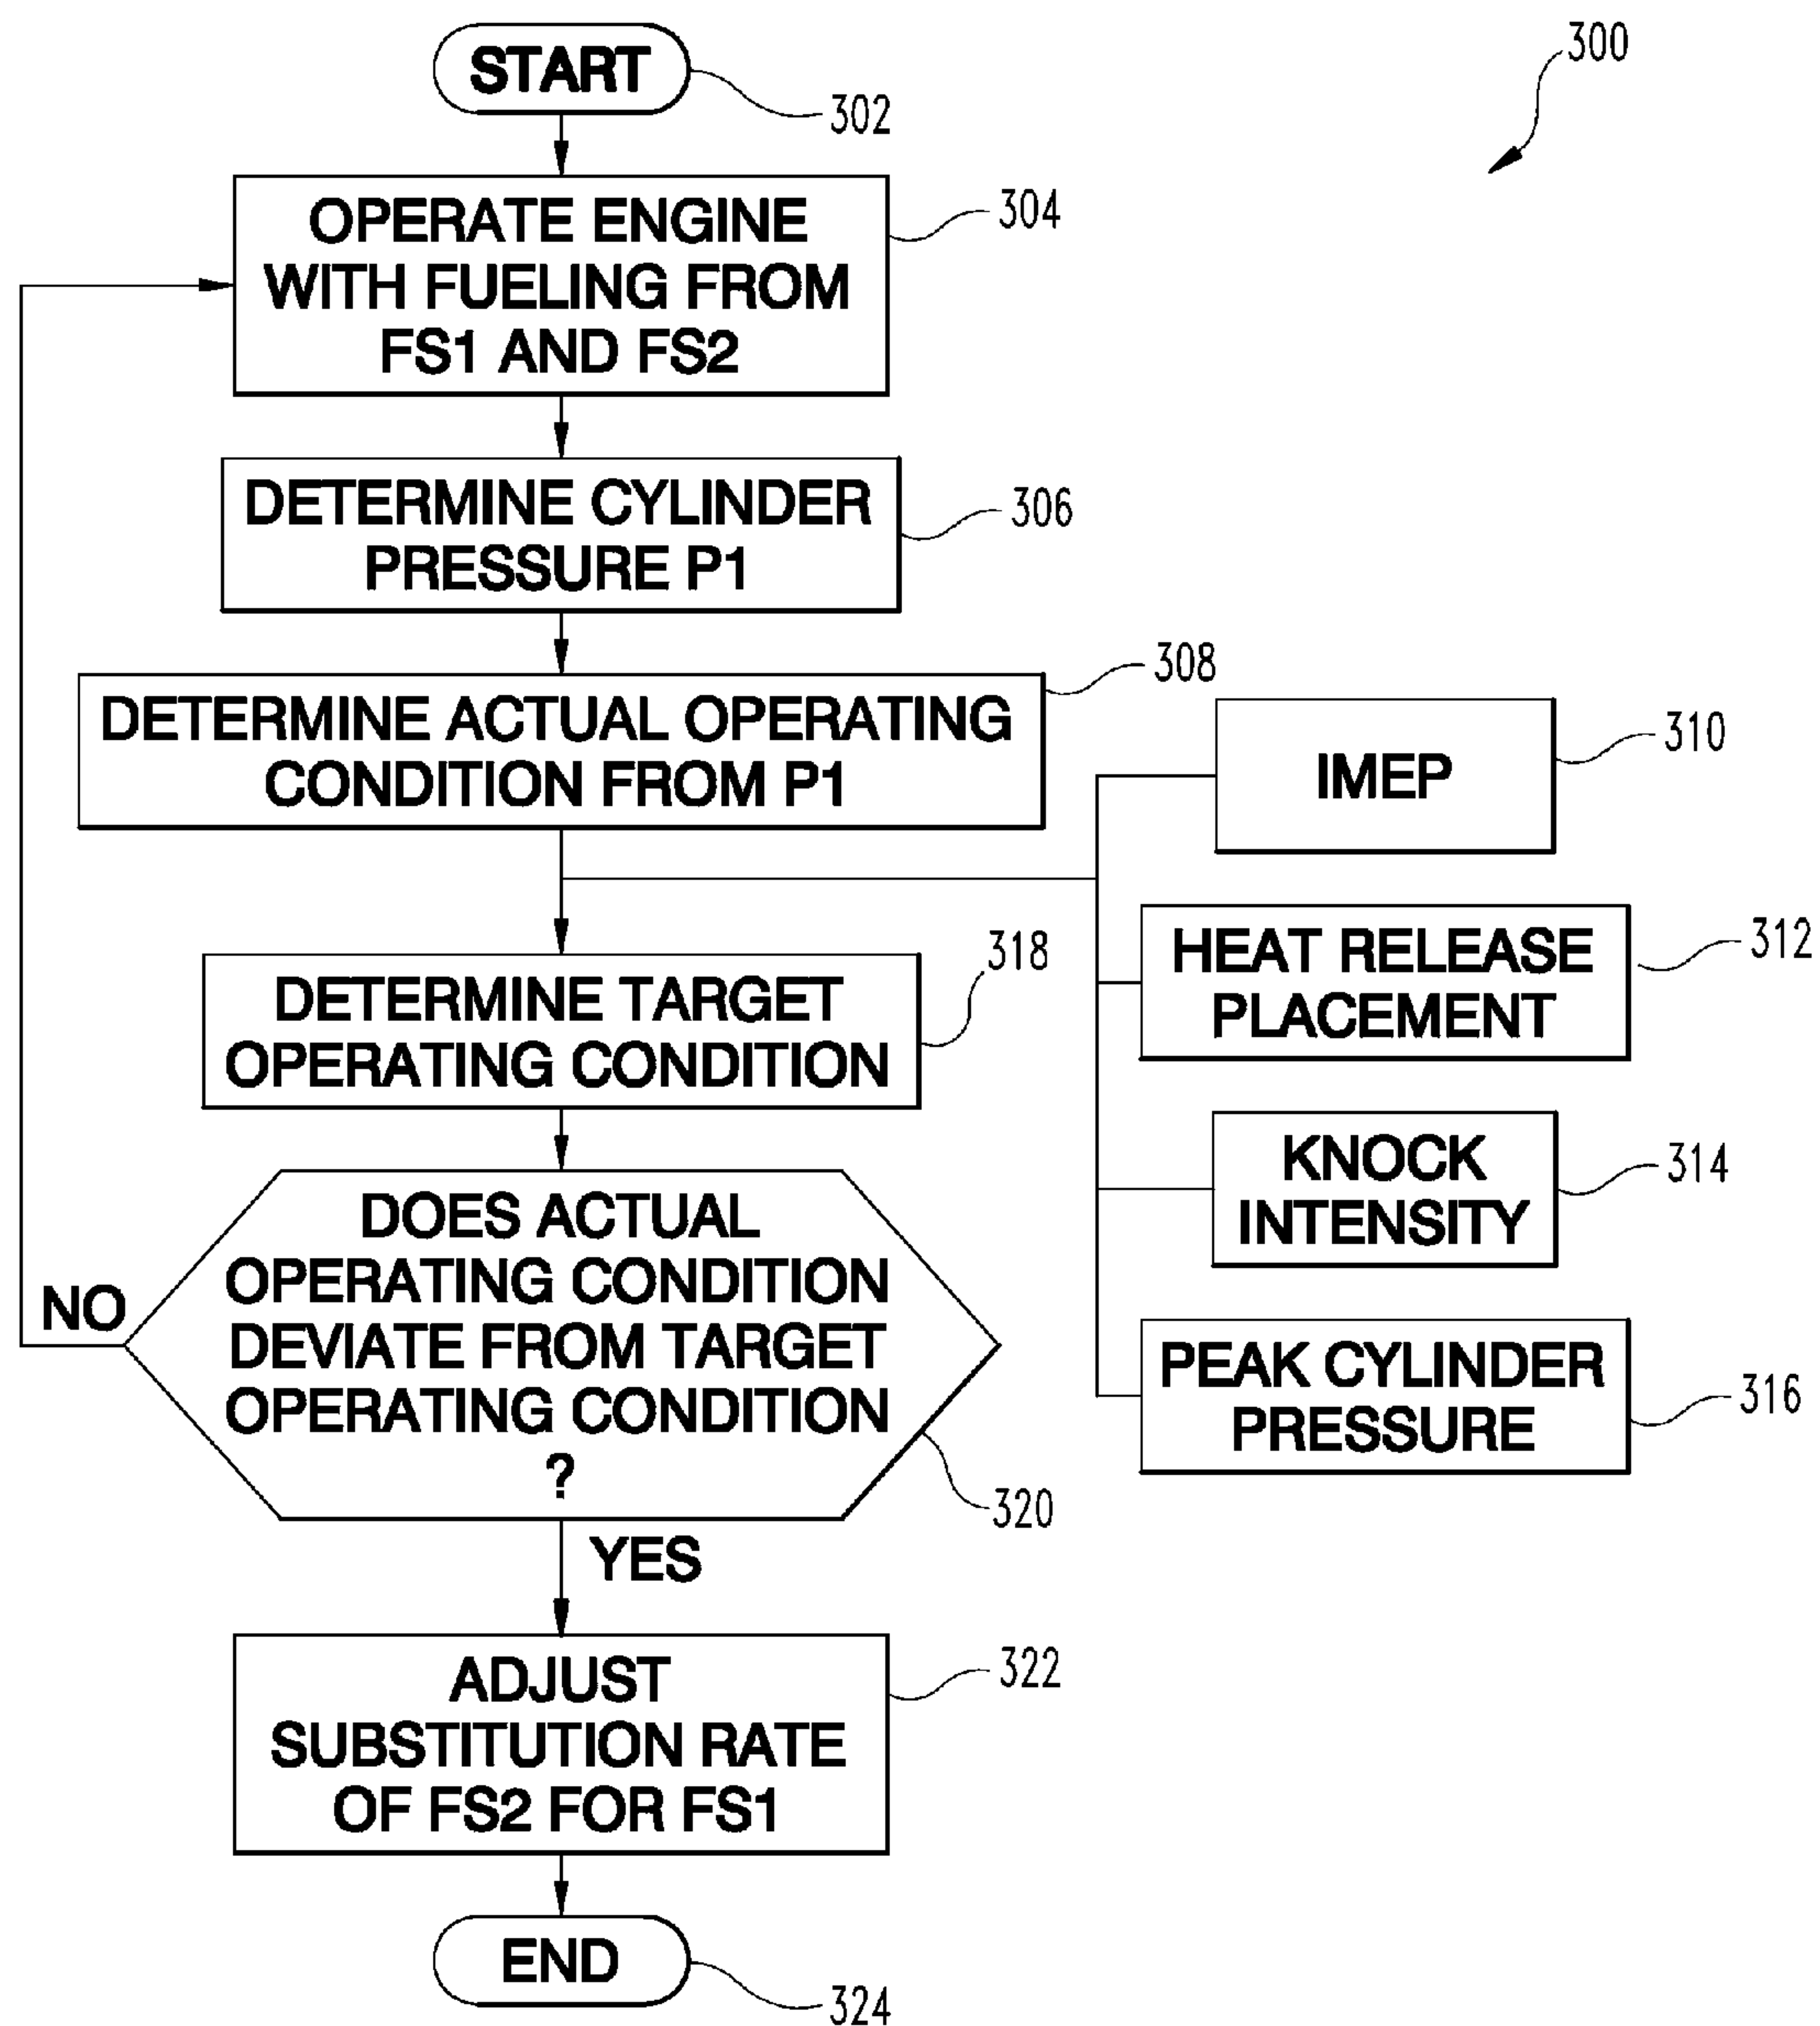 START
302
300
OPERATE ENGINE
WITH FUELING FROM
FS1 AND FS2
304
DETERMINE CYLINDER
PRESSURE P1
306
DETERMINE ACTUAL OPERATING
CONDITION FROM P1
308
IMEP
310
HEAT RELEASE
PLACEMENT
312
KNOCK
INTENSITY
314
PEAK CYLINDER
PRESSURE
316
DETERMINE TARGET
OPERATING CONDITION
318
DOES ACTUAL
OPERATING CONDITION
DEVIATE FROM TARGET
OPERATING CONDITION
?
320
NO
YES
ADJUST
SUBSTITUTION RATE
OF FS2 FOR FS1
322
END
324